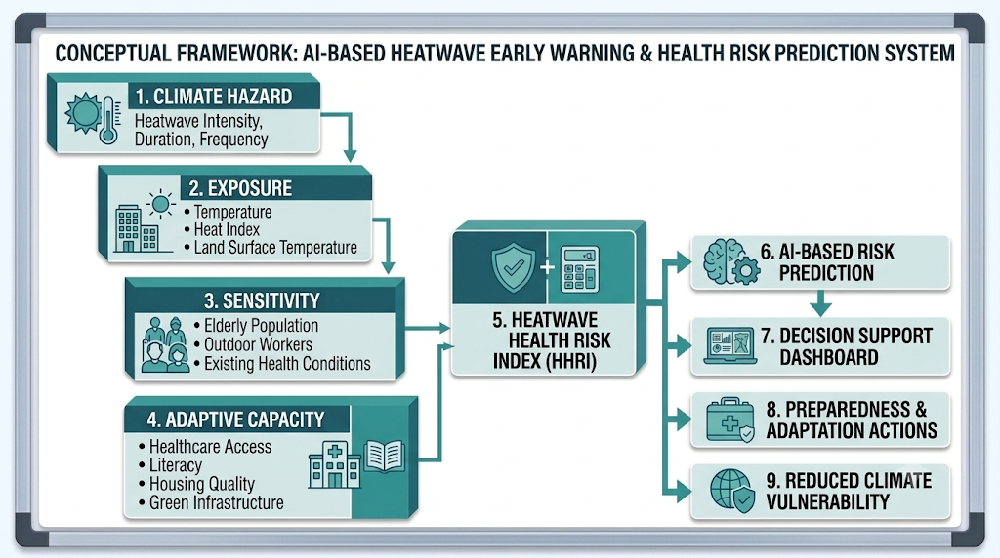 CONCEPTUAL FRAMEWORK: AI-BASED HEATWAVE EARLY WARNING & HEALTH RISK PREDICTION SYSTEM
1. CLIMATE HAZARD
Heatwave Intensity,
Duration, Frequency
2. EXPOSURE
• Temperature
• Heat Index
• Land Surface Temperature
3. SENSITIVITY
• Elderly Population
• Outdoor Workers
• Existing Health Conditions
4. ADAPTIVE CAPACITY
• Healthcare Access
• Literacy
• Housing Quality
• Green Infrastructure
5. HEATWAVE
HEALTH RISK
INDEX (HHRI)
6. AI-BASED RISK
PREDICTION
7. DECISION SUPPORT
DASHBOARD
8. PREPAREDNESS &
ADAPTATION ACTIONS
9. REDUCED CLIMATE
VULNERABILITY